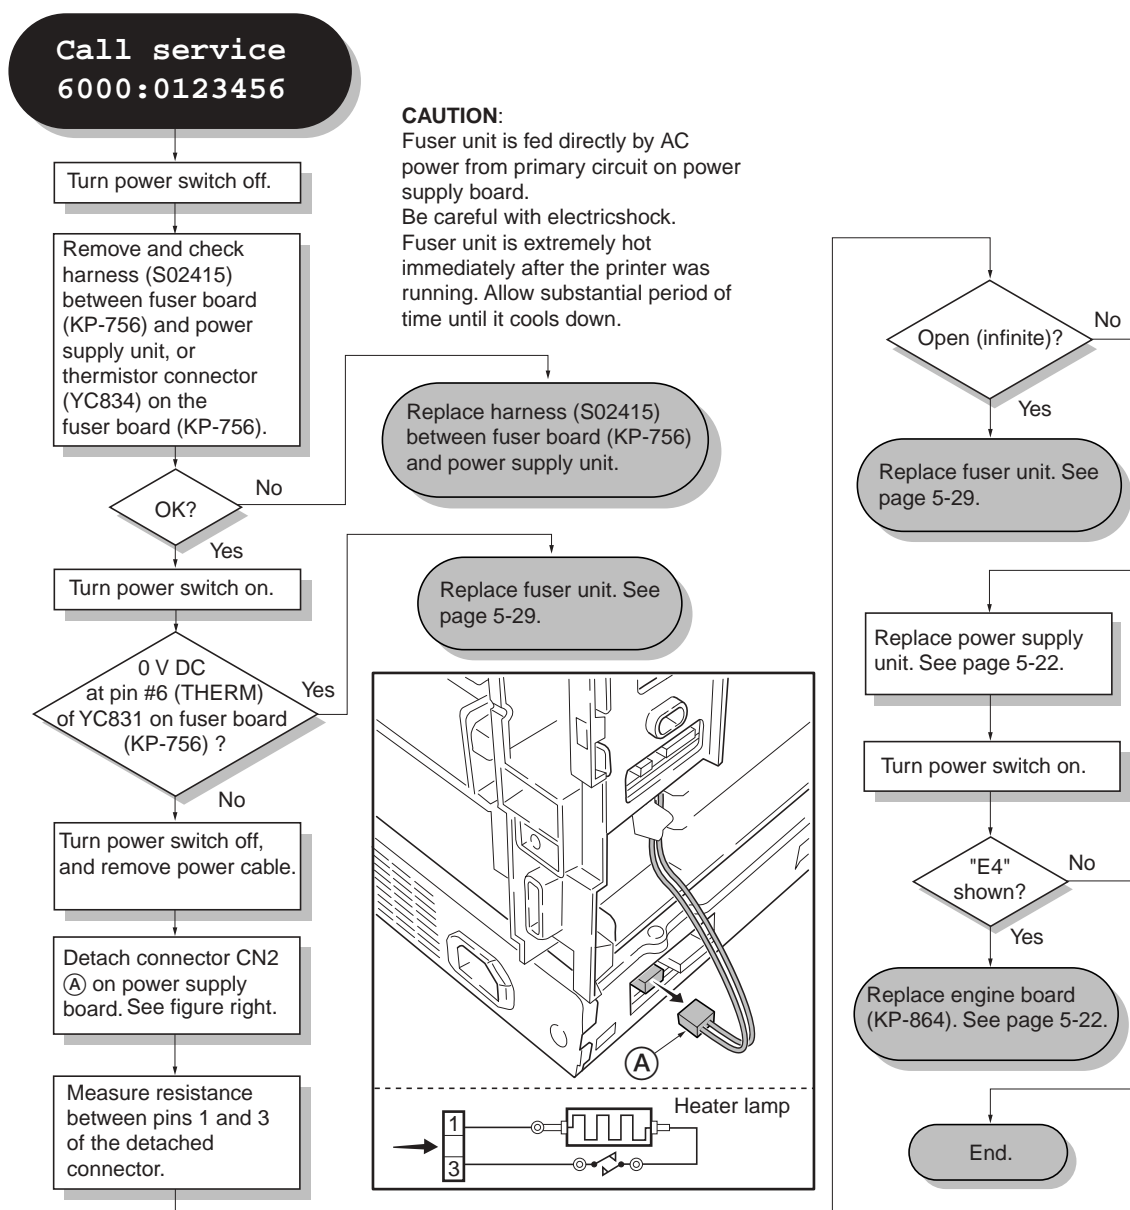 Call service
6000:0123456
Turn power switch off.
Remove and check
harness (S02415)
between fuser board
(KP-756) and power
supply unit, or
thermistor connector
(YC834) on the
fuser board (KP-756).
OK?
No
Yes
Turn power switch on.
0 V DC
at pin #6 (THERM)
of YC831 on fuser board
(KP-756) ?
Yes
No
Turn power switch off,
and remove power cable.
Detach connector CN2
A on power supply
board. See figure right.
Measure resistance
between pins 1 and 3
of the detached
connector.
CAUTION:
Fuser unit is fed directly by AC
power from primary circuit on power
supply board.
Be careful with electricshock.
Fuser unit is extremely hot
immediately after the printer was
running. Allow substantial period of
time until it cools down.
Replace harness (S02415)
between fuser board (KP-756)
and power supply unit.
Replace fuser unit. See
page 5-29.
A
Heater lamp
1
3
Open (infinite)?
No
Yes
Replace fuser unit. See
page 5-29.
Replace power supply
unit. See page 5-22.
Turn power switch on.
"E4"
shown?
No
Yes
Replace engine board
(KP-864). See page 5-22.
End.